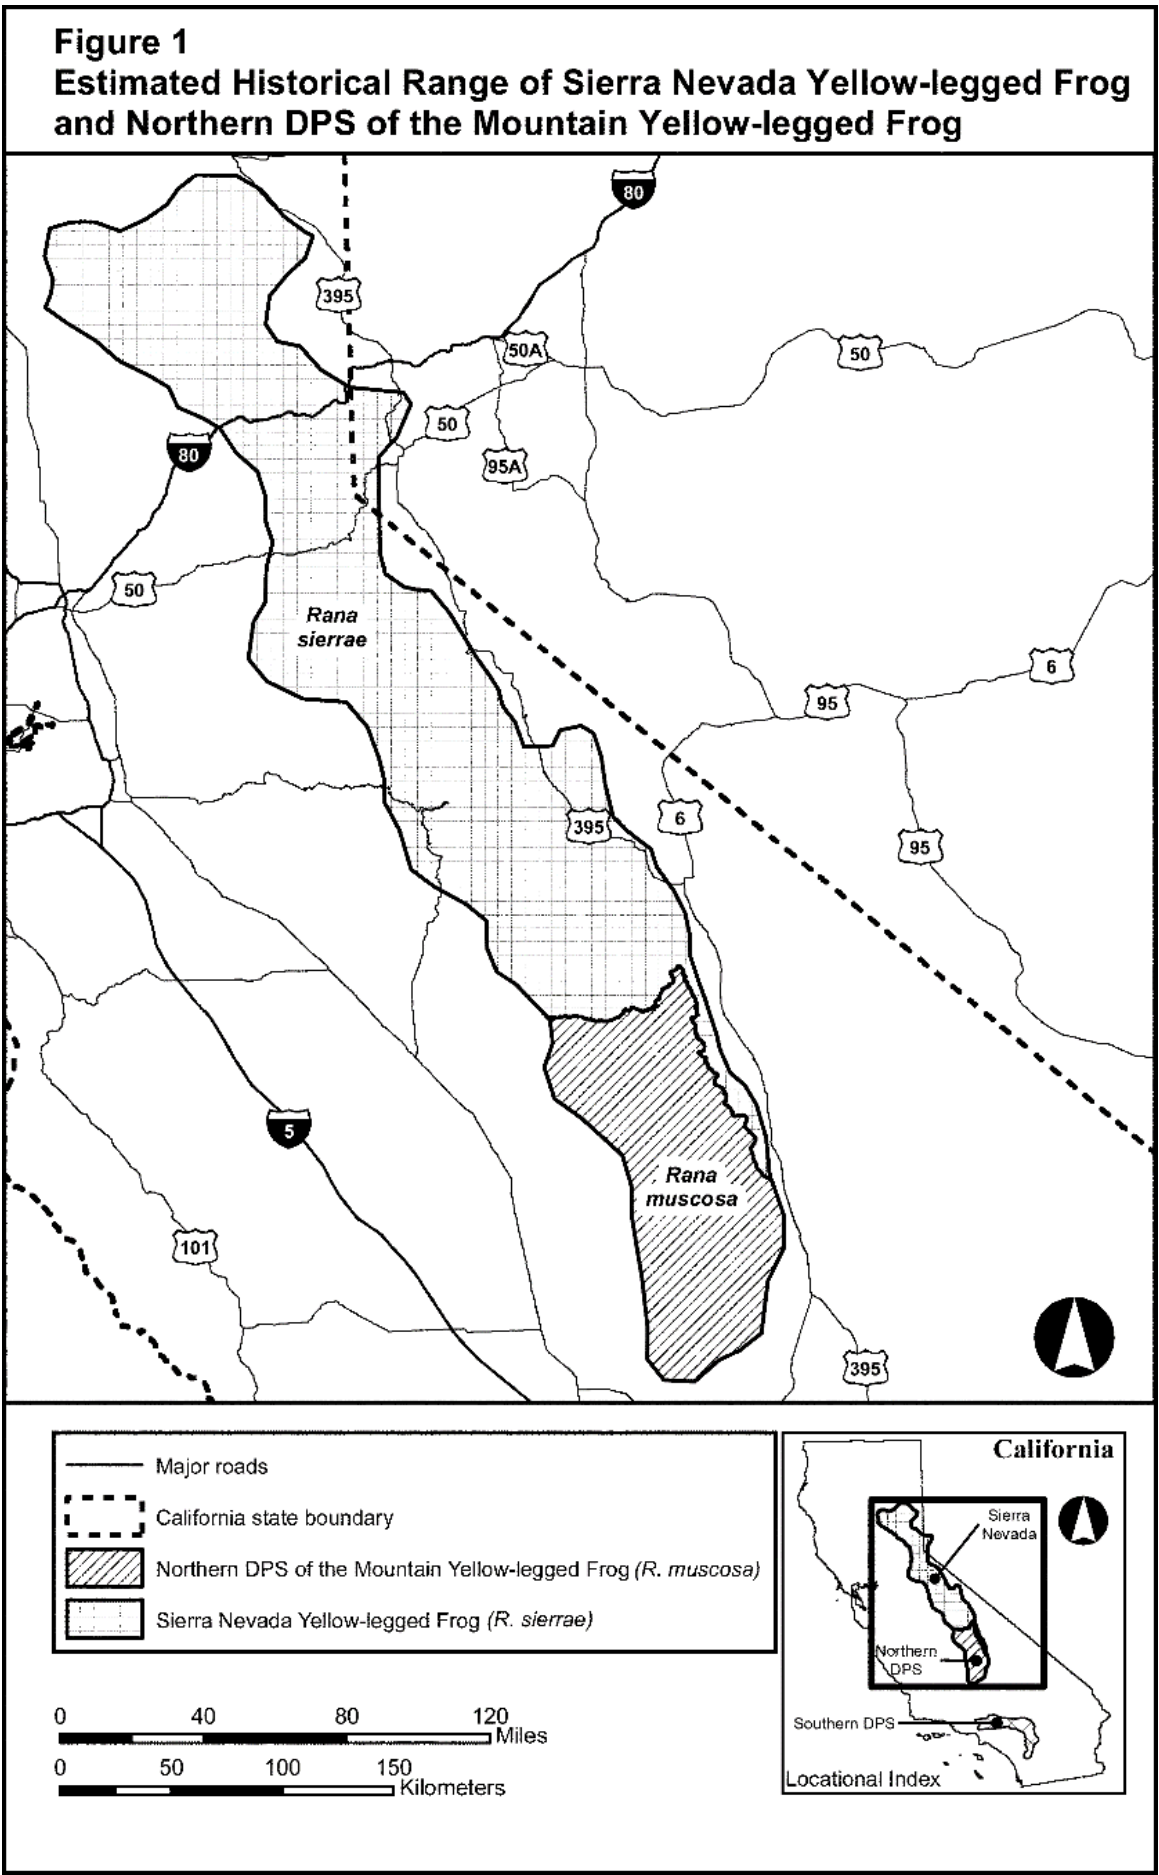 Figure 1
Estimated Historical Range of Sierra Nevada Yellow-legged Frog
and Northern DPS of the Mountain Yellow-legged Frog
80
395
50A
50
50
80
95A
50
Rana
sierrae
6
95
395
6
95
5
Rana
muscosa
101
395
Major roads
California state boundary
Northern DPS of the Mountain Yellow-legged Frog (R. muscosa)
Sierra Nevada Yellow-legged Frog (R. sierrae)
0 40 80 120
Miles
0 50 100 150
Kilometers
California
Sierra
Nevada
Northern
DPS
Southern DPS
Locational Index